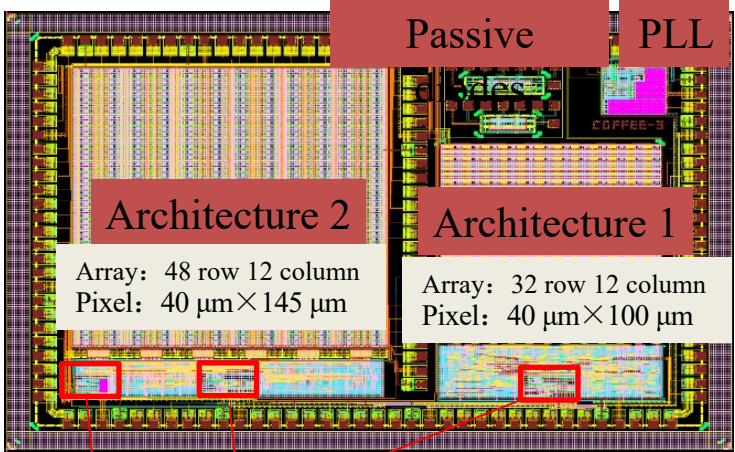 Passive
PLL
diodes
COFFEE-3
Architecture 2
Array：48 row 12 column
Pixel：40 μm×145 μm
Architecture 1
Array：32 row 12 column
Pixel：40 μm×100 μm